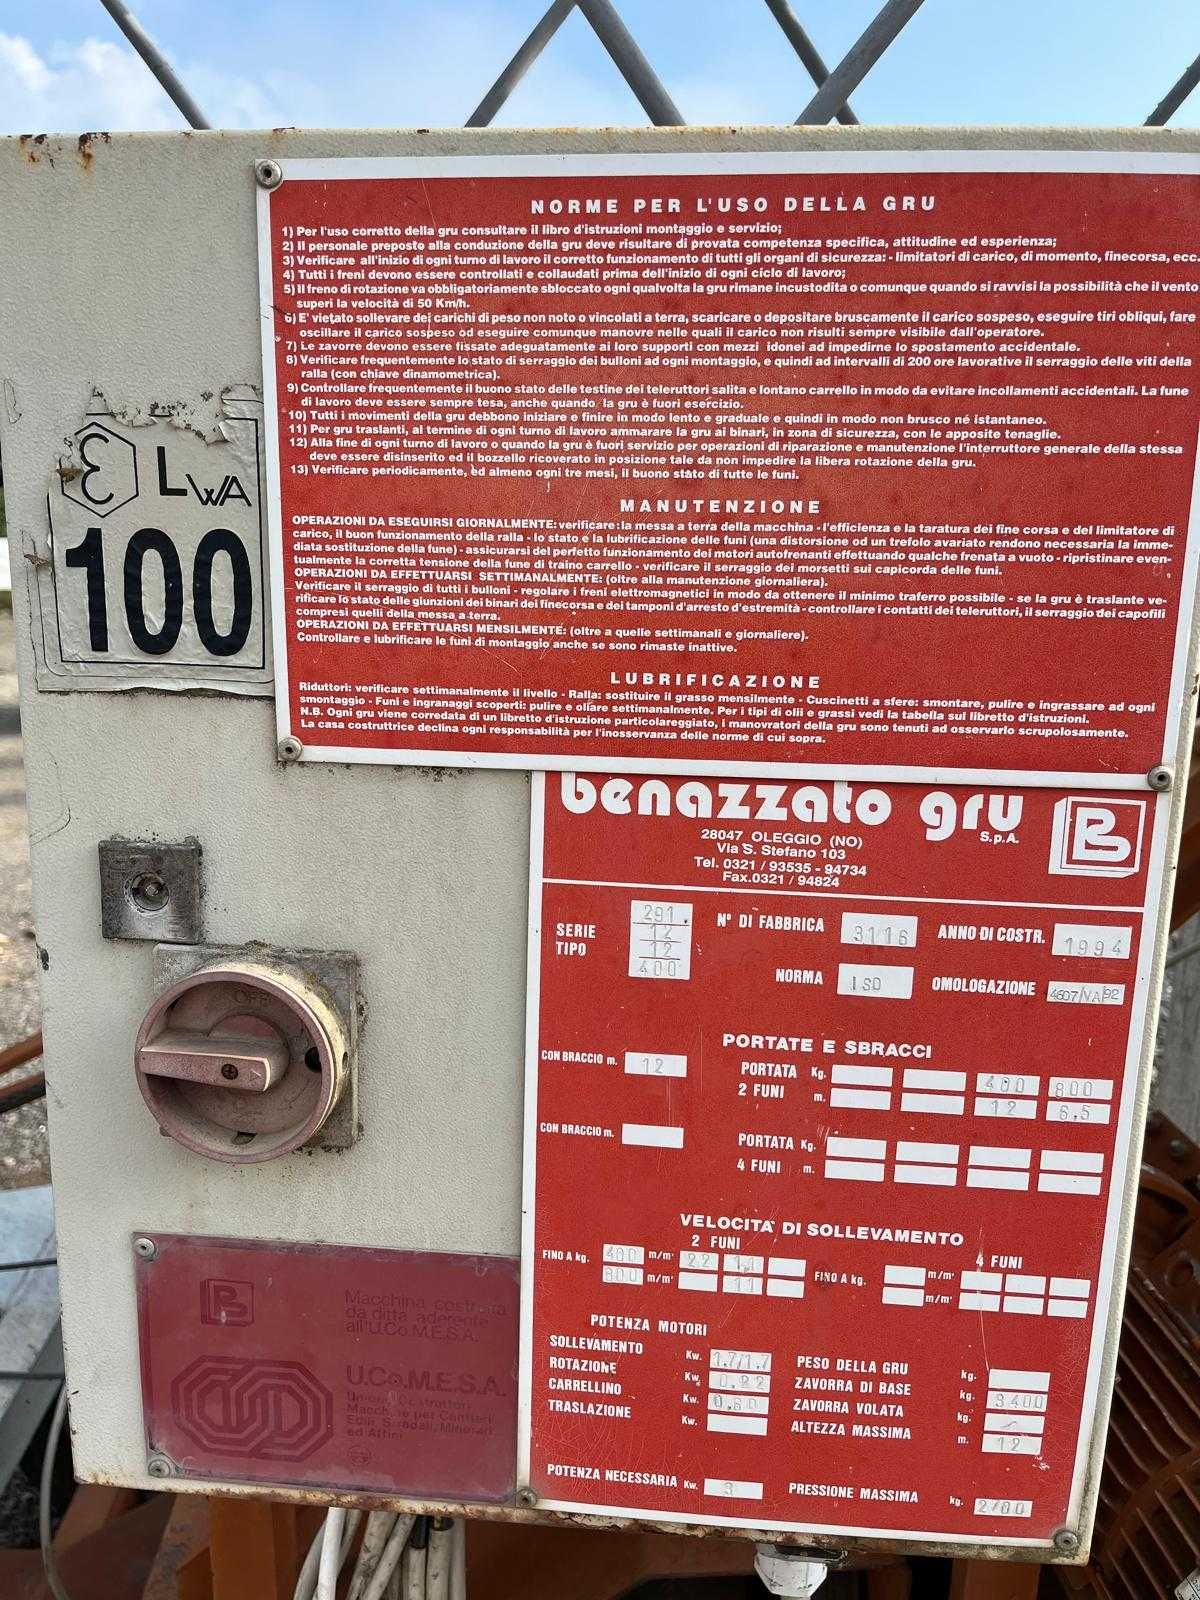 NORME PER L'USO DELLA GRU
1) Per l'uso corretto della gru consultare il libro d'istruzioni montaggio e servizio;
2) Il personale preposto alla conduzione della gru deve risultare di provata competenza specifica, attitudine ed esperienza;
3) Verificare all'inizio di ogni turno di lavoro il corretto funzionamento di tutti gli organi di sicurezza: - limitatori di carico, di momento, finecorsa, ecc.
4) Tutti i freni devono essere controllati e collaudati prima dell'inizio di ogni ciclo di lavoro;
5) Il freno di rotazione va obbligatoriamente sbloccato ogni qualvolta la gru rimane incustodita o comunque quando si ravvisi la possibilità che il vento
superi la velocità di 50 Km/h.
6) E' vietato sollevare dei carichi di peso non noto o vincolati a terra, scaricare o depositare bruscamente il carico sospeso, eseguire tiri obliqui, fare
oscillare il carico sospeso od eseguire comunque manovre nelle quali il carico non risulti sempre visibile dall'operatore.
7) Le zavorre devono essere fissate adeguatamente ai loro supporti con mezzi idonei ad impedirne lo spostamento accidentale.
8) Verificare frequentemente lo stato di serraggio dei bulloni ad ogni montaggio, e quindi ad intervalli di 200 ore lavorative il serraggio delle viti della
ralla (con chiave dinamometrica).
9) Controllare frequentemente il buono stato delle testine dei teleruttori salita e lontano carrello in modo da evitare incollamenti accidentali. La fune
di lavoro deve essere sempre tesa, anche quando la gru è fuori esercizio.
10) Tutti i movimenti della gru debbono iniziare e finire in modo lento e graduale e quindi in modo non brusco né istantaneo.
11) Per gru traslanti, al termine di ogni turno di lavoro ammarare la gru ai binari, in zona di sicurezza, con le apposite tenaglie.
12) Alla fine di ogni turno di lavoro o quando la gru è fuori servizio per operazioni di riparazione e manutenzione l'interruttore generale della stessa
deve essere disinserito ed il bozzello ricoverato in posizione tale da non impedire la libera rotazione della gru.
13) Verificare periodicamente, ed almeno ogni tre mesi, il buono stato di tutte le funi.
MANUTENZIONE
OPERAZIONI DA ESEGUIRSI GIORNALMENTE: verificare: la messa a terra della macchina - l'efficienza e la taratura dei fine corsa e del limitatore di
carico, il buon funzionamento della ralla - lo stato e la lubrificazione delle funi (una distorsione od un trefolo avariato rendono necessaria la imme-
diata sostituzione della fune) - assicurarsi del perfetto funzionamento dei motori autofrenanti effettuando qualche frenata a vuoto - ripristinare even-
tualmente la corretta tensione della fune di traino carrello - verificare il serraggio dei morsetti sui capicorda delle funi.
OPERAZIONI DA EFFETTUARSI SETTIMANALMENTE: (oltre alla manutenzione giornaliera).
Verificare il serraggio di tutti i bulloni - regolare i freni elettromagnetici in modo da ottenere il minimo traferro possibile - se la gru è traslante ve-
rificare lo stato delle giunzioni dei binari dei finecorsa e dei tamponi d'arresto d'estremità - controllare i contatti dei teleruttori, il serraggio dei capofili
compresi quelli della messa a terra.
OPERAZIONI DA EFFETTUARSI MENSILMENTE: (oltre a quelle settimanali e giornaliere).
Controllare e lubrificare le funi di montaggio anche se sono rimaste inattive.
LUBRIFICAZIONE
Riduttori: verificare settimanalmente il livello - Ralla: sostituire il grasso mensilmente - Cuscinetti a sfere: smontare, pulire e ingrassare ad ogni
smontaggio - Funi e ingranaggi scoperti: pulire e oliare settimanalmente. Per i tipi di olii e grassi vedi la tabella sul libretto d'istruzioni.
N.B. Ogni gru viene corredata di un libretto d'istruzione particolareggiato, i manovratori della gru sono tenuti ad osservarlo scrupolosamente.
La casa costruttrice declina ogni responsabilità per l'inosservanza delle norme di cui sopra.
ε LWA
100
benazzato gru
S.p.A.
28047 OLEGGIO (NO)
Via S. Stefano 103
Tel. 0321 / 93535 - 94734
Fax.0321 / 94824
B
SERIE TIPO 291. 12 12 400
N° DI FABBRICA 3116 ANNO DI COSTR. 1994
NORMA ISO OMOLOGAZIONE 4607/VA/92
PORTATE E SBRACCI
CON BRACCIO m. 12 PORTATA Kg. 400 800
2 FUNI m. 12 6,5
CON BRACCIO m. PORTATA Kg.
4 FUNI m.
VELOCITA' DI SOLLEVAMENTO
2 FUNI 4 FUNI
FINO A kg. 400 m/m' 22 11 FINO A kg. m/m'
800 m/m' 11 m/m'
POTENZA MOTORI
SOLLEVAMENTO Kw. 1.7/1.7
ROTAZIONE Kw. 0.22
CARRELLINO Kw. 0.60
TRASLAZIONE Kw.
PESO DELLA GRU kg.
ZAVORRA DI BASE kg. 3400
ZAVORRA VOLATA kg.
ALTEZZA MASSIMA m. 12
POTENZA NECESSARIA Kw. 3 PRESSIONE MASSIMA kg. 2700
OFF
Macchina costruita
da ditta aderente
all'U.Co.M.E.S.A.
U.Co.M.E.S.A.
Unione Costruttori
Macchine per Cantieri
Edili, Stradali, Minerari
ed Affini